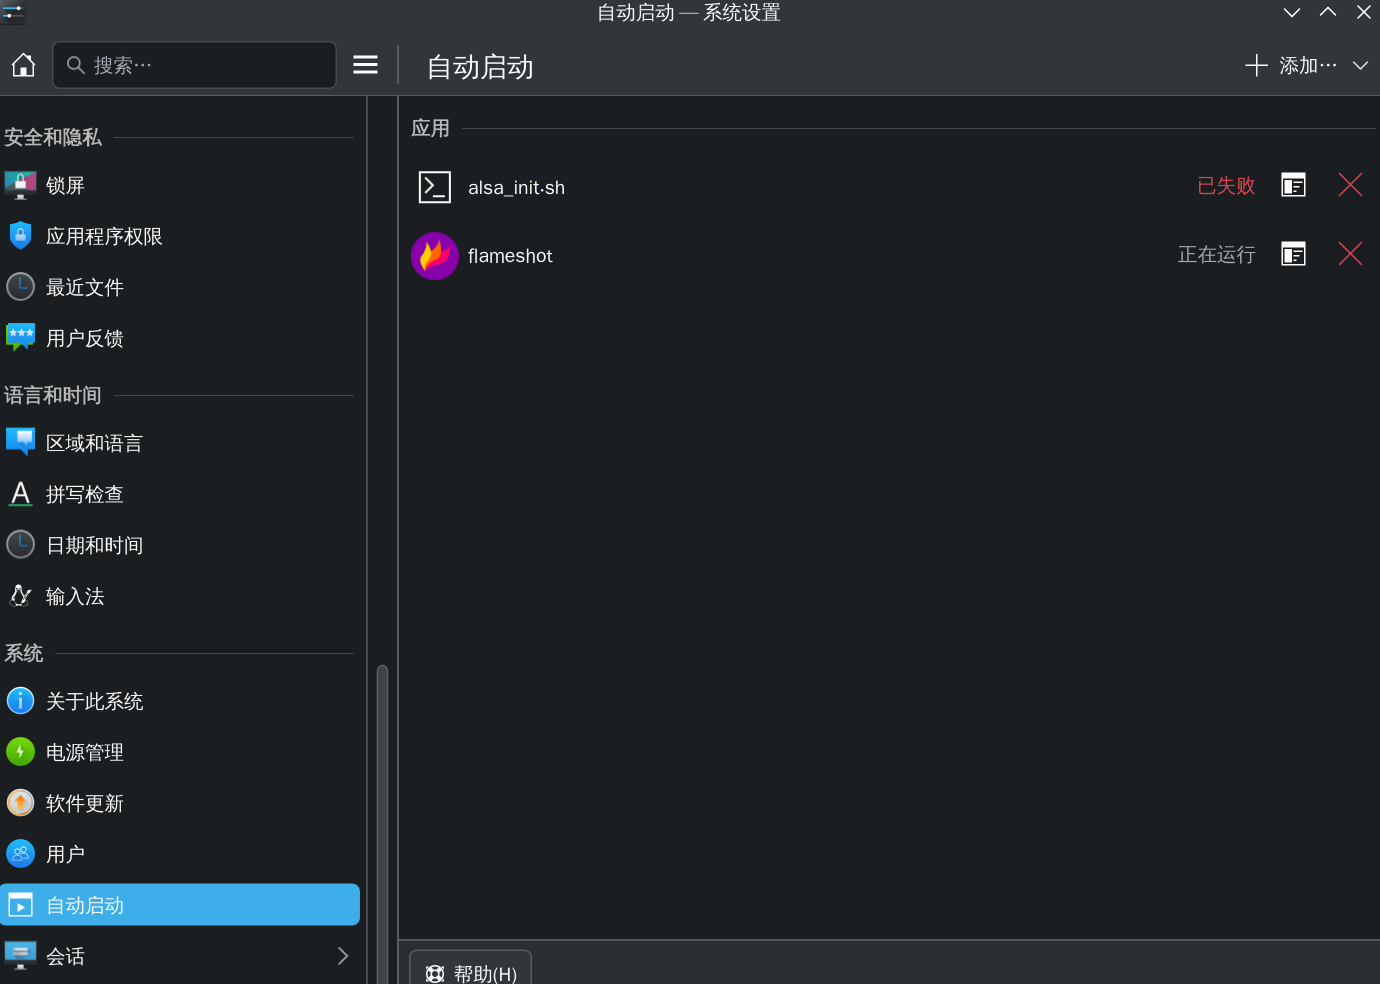 自动启动 — 系统设置
搜索…
自动启动
添加…
安全和隐私
锁屏
应用程序权限
最近文件
用户反馈
语言和时间
区域和语言
拼写检查
日期和时间
输入法
系统
关于此系统
电源管理
软件更新
用户
自动启动
会话
应用
alsa_init.sh
已失败
flameshot
正在运行
帮助(H)